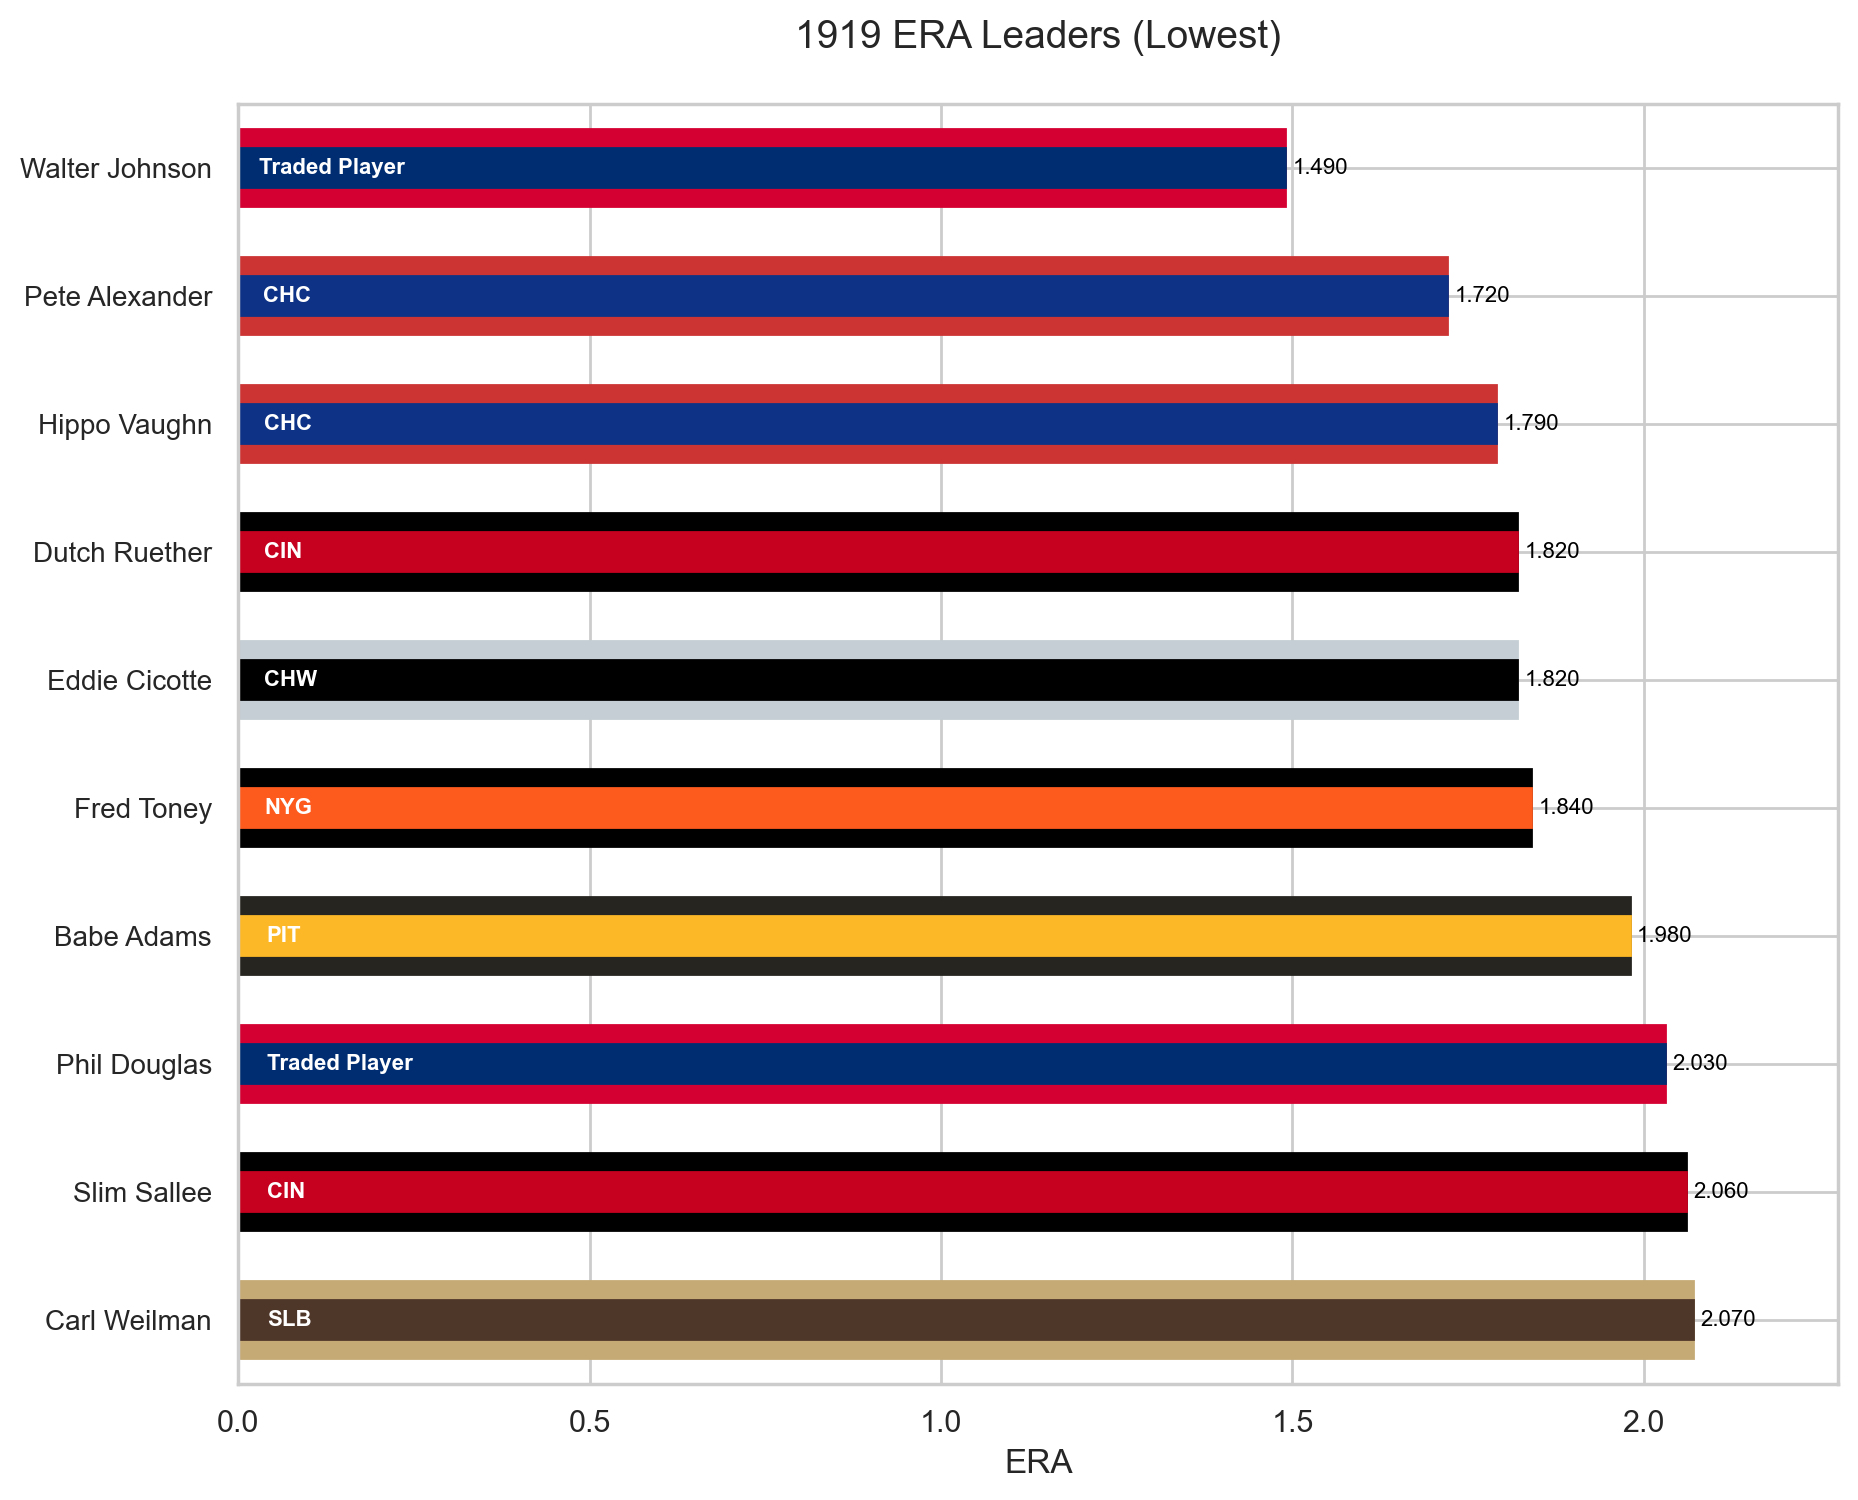 1919 ERA Leaders (Lowest)
Walter Johnson
Traded Player
1.490
Pete Alexander
CHC
1.720
Hippo Vaughn
CHC
1.790
Dutch Ruether
CIN
1.820
Eddie Cicotte
CHW
1.820
Fred Toney
NYG
1.840
Babe Adams
PIT
1.980
Phil Douglas
Traded Player
2.030
Slim Sallee
CIN
2.060
Carl Weilman
SLB
2.070
0.0 0.5 1.0 1.5 2.0
ERA